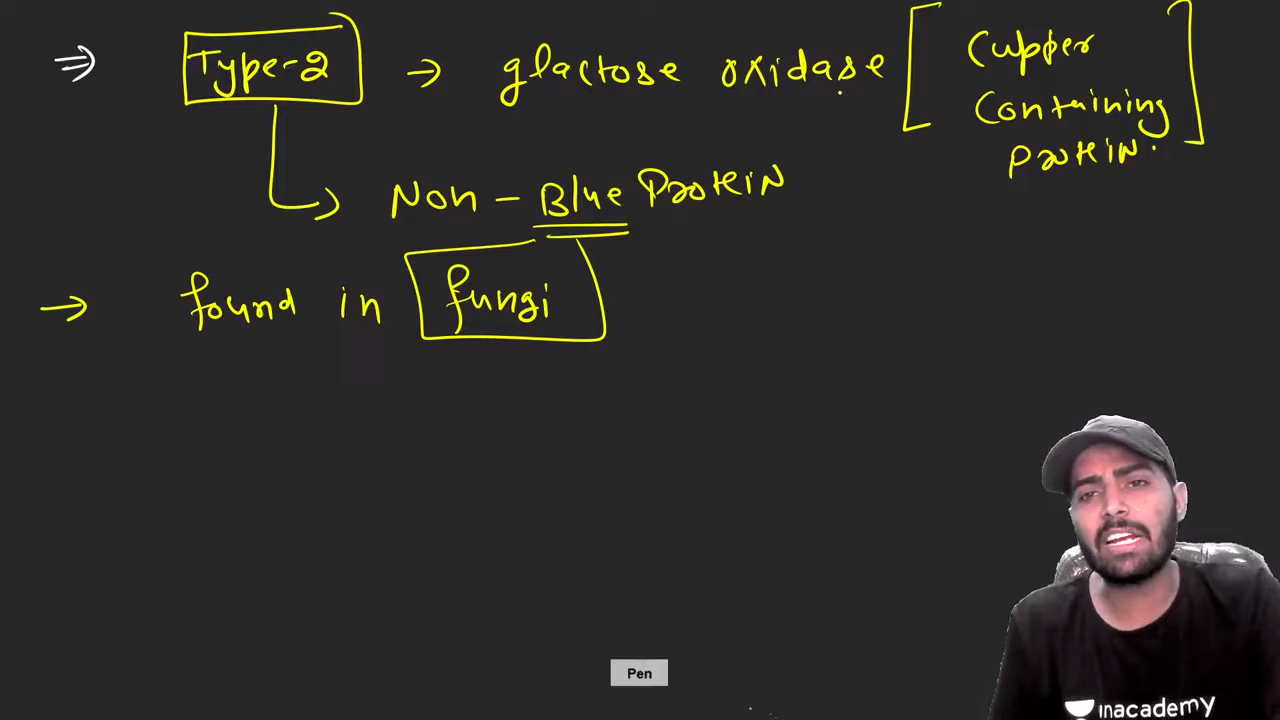 ⇒ Type-2 → glactose oxidase [Cupper
containing
protein.]
Non - Blue Protein
→ found in fungi
Pen
unacademy